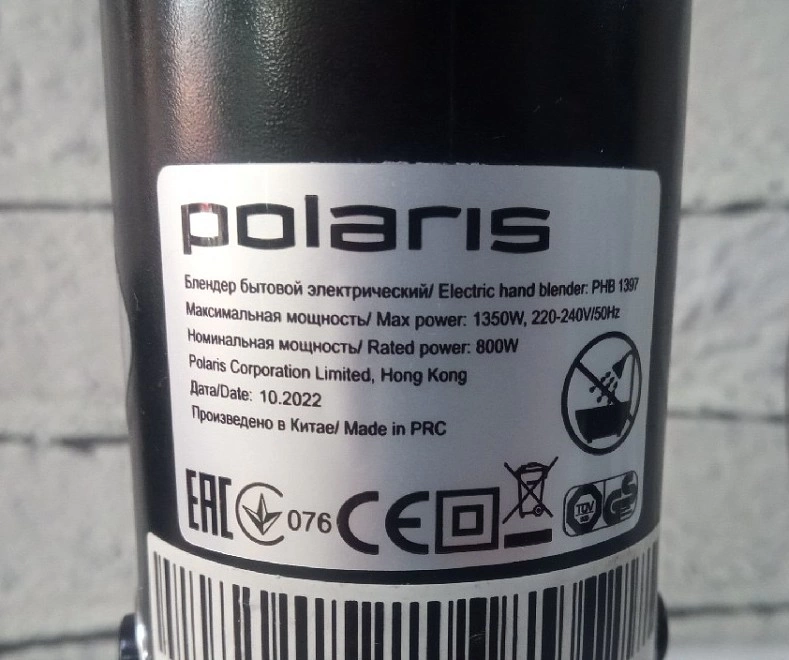 polaris
Блендер бытовой электрический/ Electric hand blender: PHB 1397
Максимальная мощность/ Max power: 1350W, 220-240V/50Hz
Номинальная мощность/ Rated power: 800W
Polaris Corporation Limited, Hong Kong
Дата/Date: 10.2022
Произведено в Китае/ Made in PRC
EAC 076 CE TÜV GS